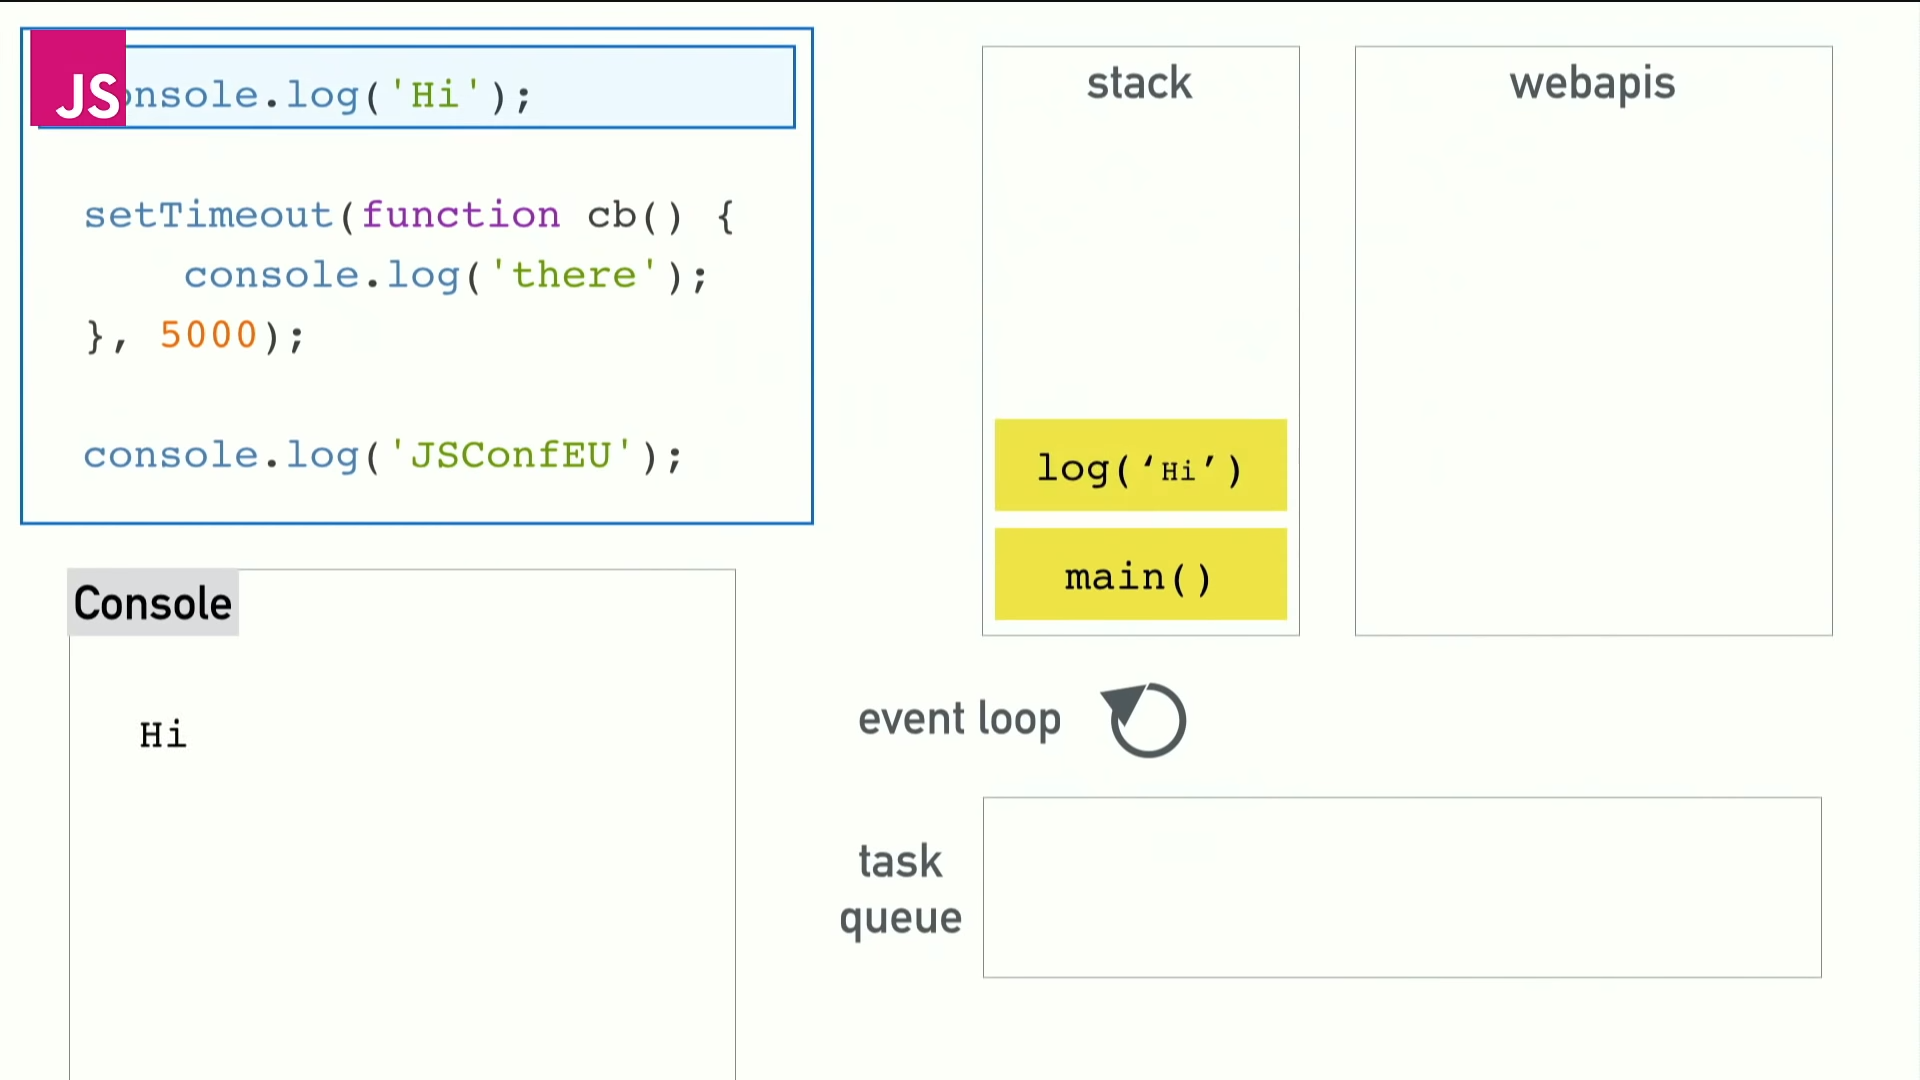 JS
onsole.log('Hi');
setTimeout(function cb() {
    console.log('there');
}, 5000);
console.log('JSConfEU');
Console
Hi
stack
log(‘Hi’)
main()
webapis
event loop
task
queue